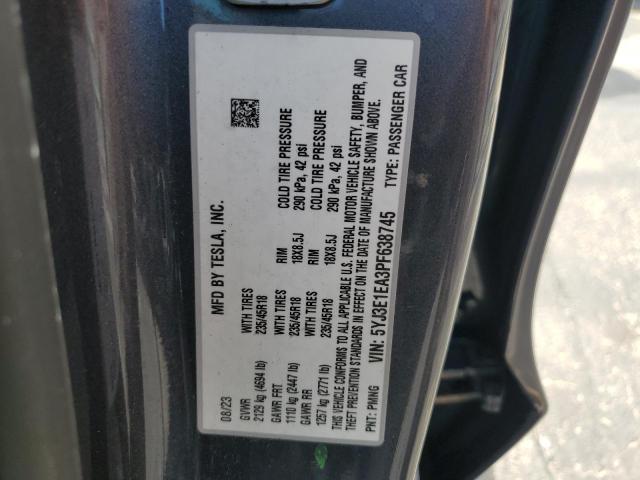 MFD BY TESLA, INC.
08/23
GVWR
2129 kg (4694 lb) WITH TIRES RIM COLD TIRE PRESSURE
GAWR FRT 235/45R18 18X8.5J 290 kPa, 42 psi
1110 kg (2447 lb) WITH TIRES RIM COLD TIRE PRESSURE
GAWR RR 235/45R18 18X8.5J 290 kPa, 42 psi
1257 kg (2771 lb)
THIS VEHICLE CONFORMS TO ALL APPLICABLE U.S. FEDERAL MOTOR VEHICLE SAFETY, BUMPER, AND
THEFT PREVENTION STANDARDS IN EFFECT ON THE DATE OF MANUFACTURE SHOWN ABOVE.
VIN: 5YJ3E1EA3PF638745 TYPE: PASSENGER CAR
PNT: PMNG